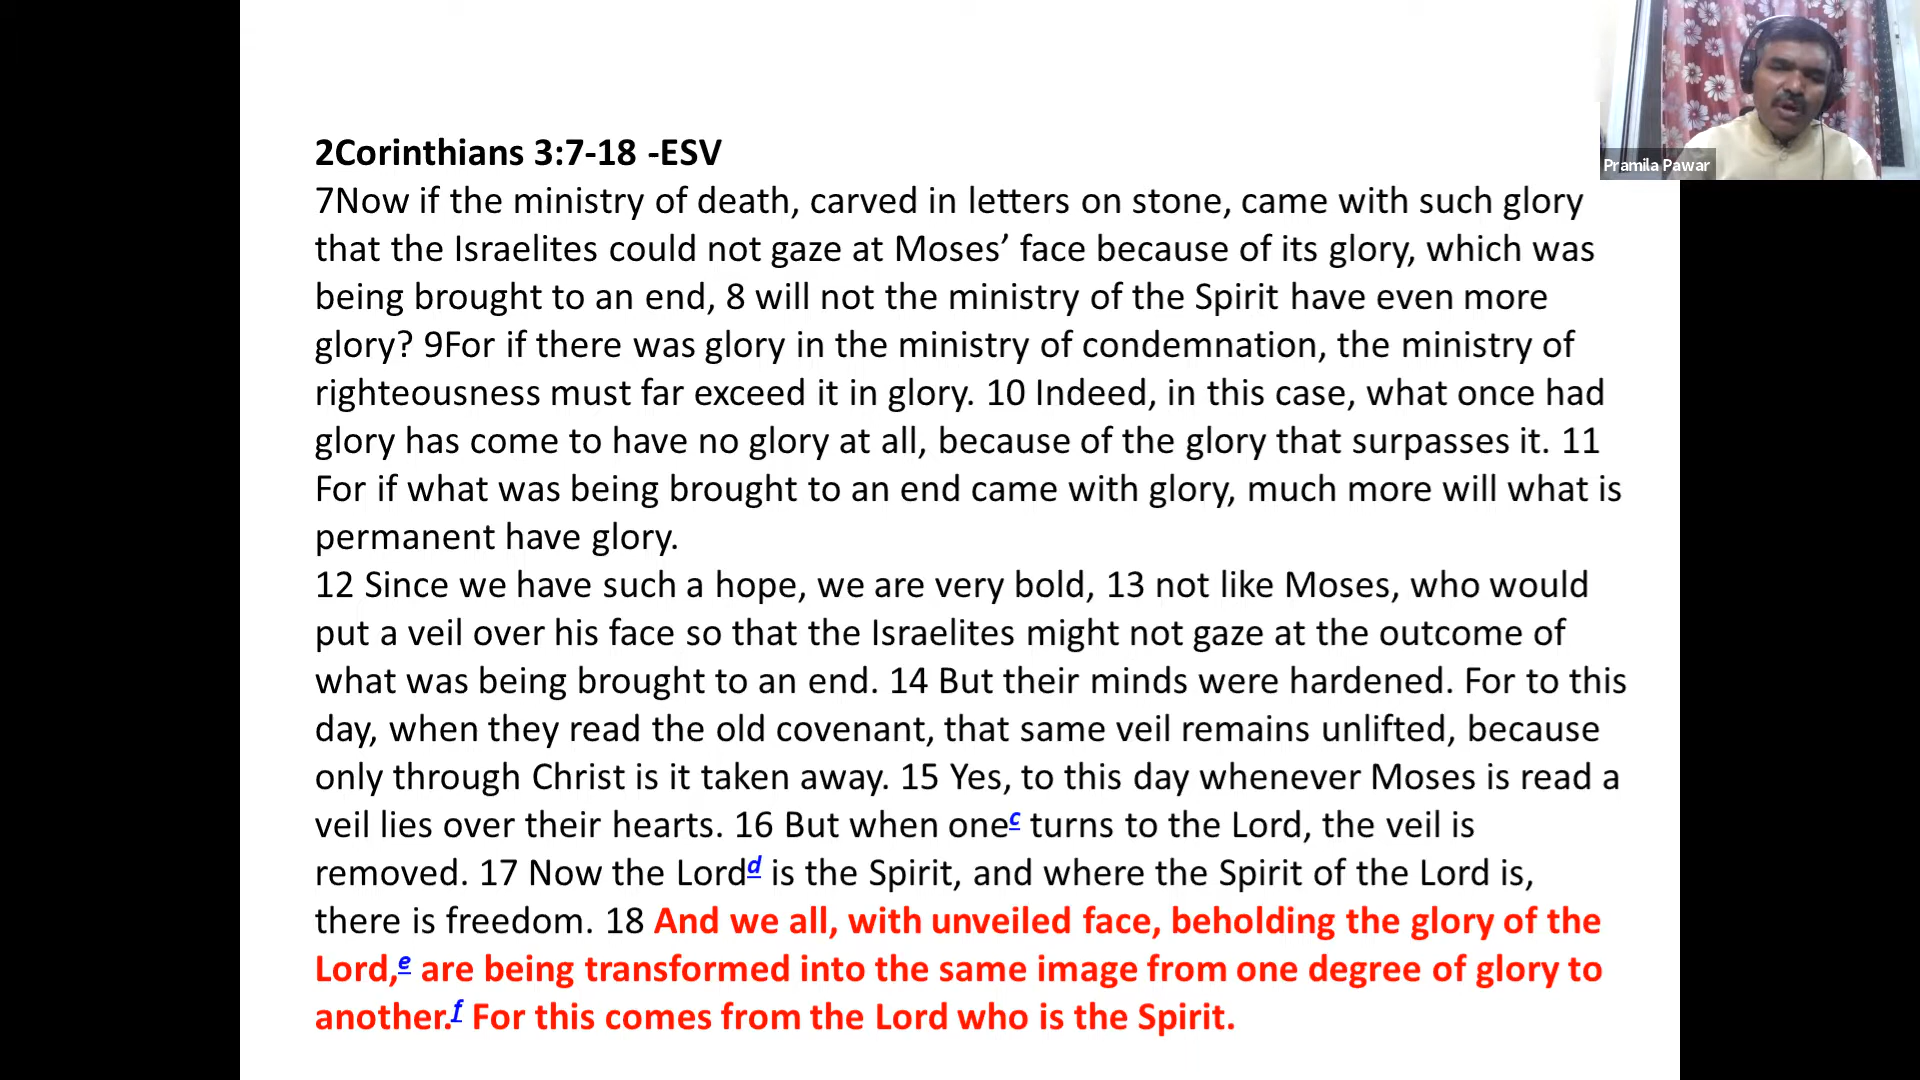 2Corinthians 3:7-18 -ESV
7Now if the ministry of death, carved in letters on stone, came with such glory
that the Israelites could not gaze at Moses’ face because of its glory, which was
being brought to an end, 8 will not the ministry of the Spirit have even more
glory? 9For if there was glory in the ministry of condemnation, the ministry of
righteousness must far exceed it in glory. 10 Indeed, in this case, what once had
glory has come to have no glory at all, because of the glory that surpasses it. 11
For if what was being brought to an end came with glory, much more will what is
permanent have glory.
12 Since we have such a hope, we are very bold, 13 not like Moses, who would
put a veil over his face so that the Israelites might not gaze at the outcome of
what was being brought to an end. 14 But their minds were hardened. For to this
day, when they read the old covenant, that same veil remains unlifted, because
only through Christ is it taken away. 15 Yes, to this day whenever Moses is read a
veil lies over their hearts. 16 But when onec turns to the Lord, the veil is
removed. 17 Now the Lordd is the Spirit, and where the Spirit of the Lord is,
there is freedom. 18 And we all, with unveiled face, beholding the glory of the
Lord,e are being transformed into the same image from one degree of glory to
another.f For this comes from the Lord who is the Spirit.
Pramila Pawar